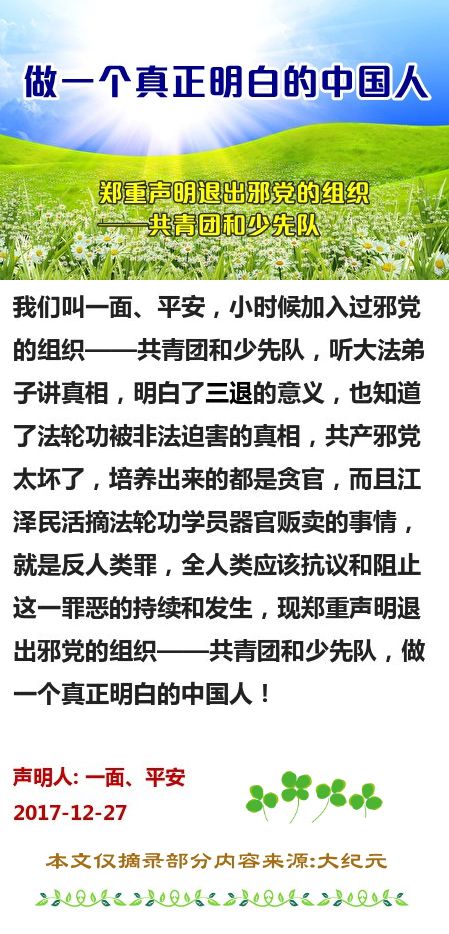 做一个真正明白的中国人
郑重声明退出邪党的组织
——共青团和少先队
我们叫一面、平安，小时候加入过邪党
的组织——共青团和少先队，听大法弟
子讲真相，明白了三退的意义，也知道
了法轮功被非法迫害的真相，共产邪党
太坏了，培养出来的都是贪官，而且江
泽民活摘法轮功学员器官贩卖的事情，
就是反人类罪，全人类应该抗议和阻止
这一罪恶的持续和发生，现郑重声明退
出邪党的组织——共青团和少先队，做
一个真正明白的中国人！
声明人: 一面、平安
2017-12-27
本文仅摘录部分内容来源:大纪元